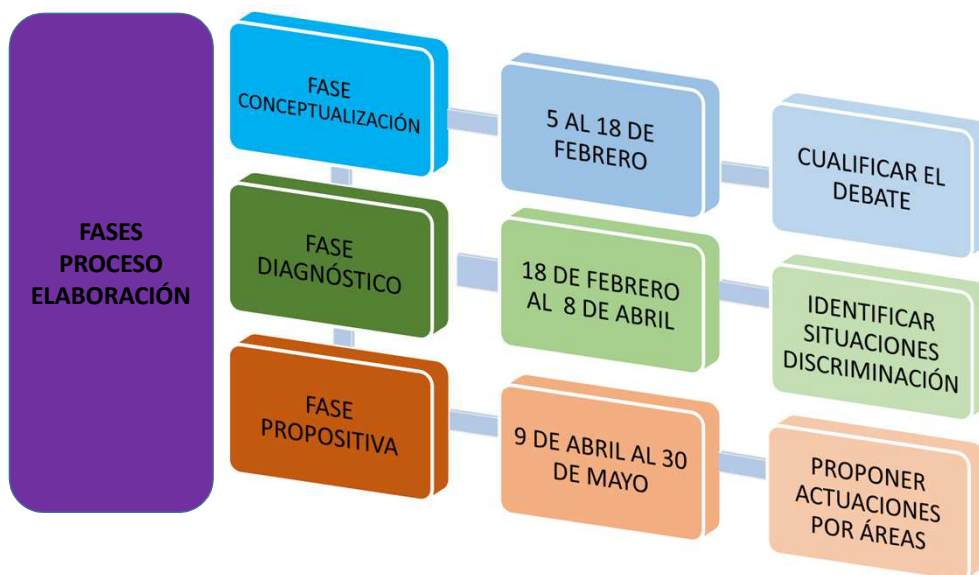 FASES
PROCESO
ELABORACIÓN
FASE
CONCEPTUALIZACIÓN
5 AL 18 DE
FEBRERO
CUALIFICAR EL
DEBATE
FASE
DIAGNÓSTICO
18 DE FEBRERO
AL 8 DE ABRIL
IDENTIFICAR
SITUACIONES
DISCRIMINACIÓN
FASE
PROPOSITIVA
9 DE ABRIL AL 30
DE MAYO
PROPONER
ACTUACIONES
POR ÁREAS